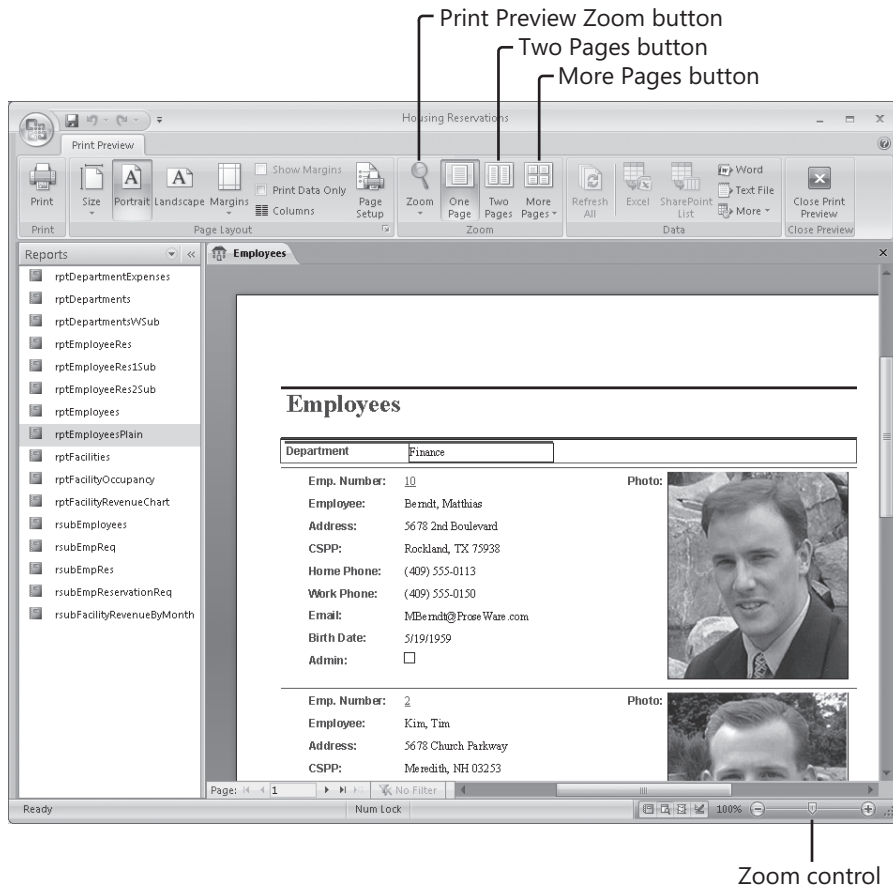 Print Preview Zoom button
Two Pages button
More Pages button
Housing Reservations
Print Preview
Print
Size
Portrait
Landscape
Margins
Show Margins
Print Data Only
Columns
Page Setup
Zoom
One Page
Two Pages
More Pages
Refresh All
Excel
SharePoint List
Word
Text File
More
Close Print Preview
Print
Page Layout
Zoom
Data
Close Preview
Reports
Employees
rptDepartmentExpenses
rptDepartments
rptDepartmentsWSub
rptEmployeeRes
rptEmployeeRes1Sub
rptEmployeeRes2Sub
rptEmployees
rptEmployeesPlain
rptFacilities
rptFacilityOccupancy
rptFacilityRevenueChart
rsubEmployees
rsubEmpReq
rsubEmpRes
rsubEmpReservationReq
rsubFacilityRevenueByMonth
Employees
Department Finance
Emp. Number: 10 Photo:
Employee: Berndt, Matthias
Address: 5678 2nd Boulevard
CSPP: Rockland, TX 75938
Home Phone: (409) 555-0113
Work Phone: (409) 555-0150
Email: MBerndt@ProseWare.com
Birth Date: 5/19/1959
Admin:
Emp. Number: 2 Photo:
Employee: Kim, Tim
Address: 5678 Church Parkway
CSPP: Meredith, NH 03253
Page: 1 No Filter
Ready Num Lock 100%
Zoom control